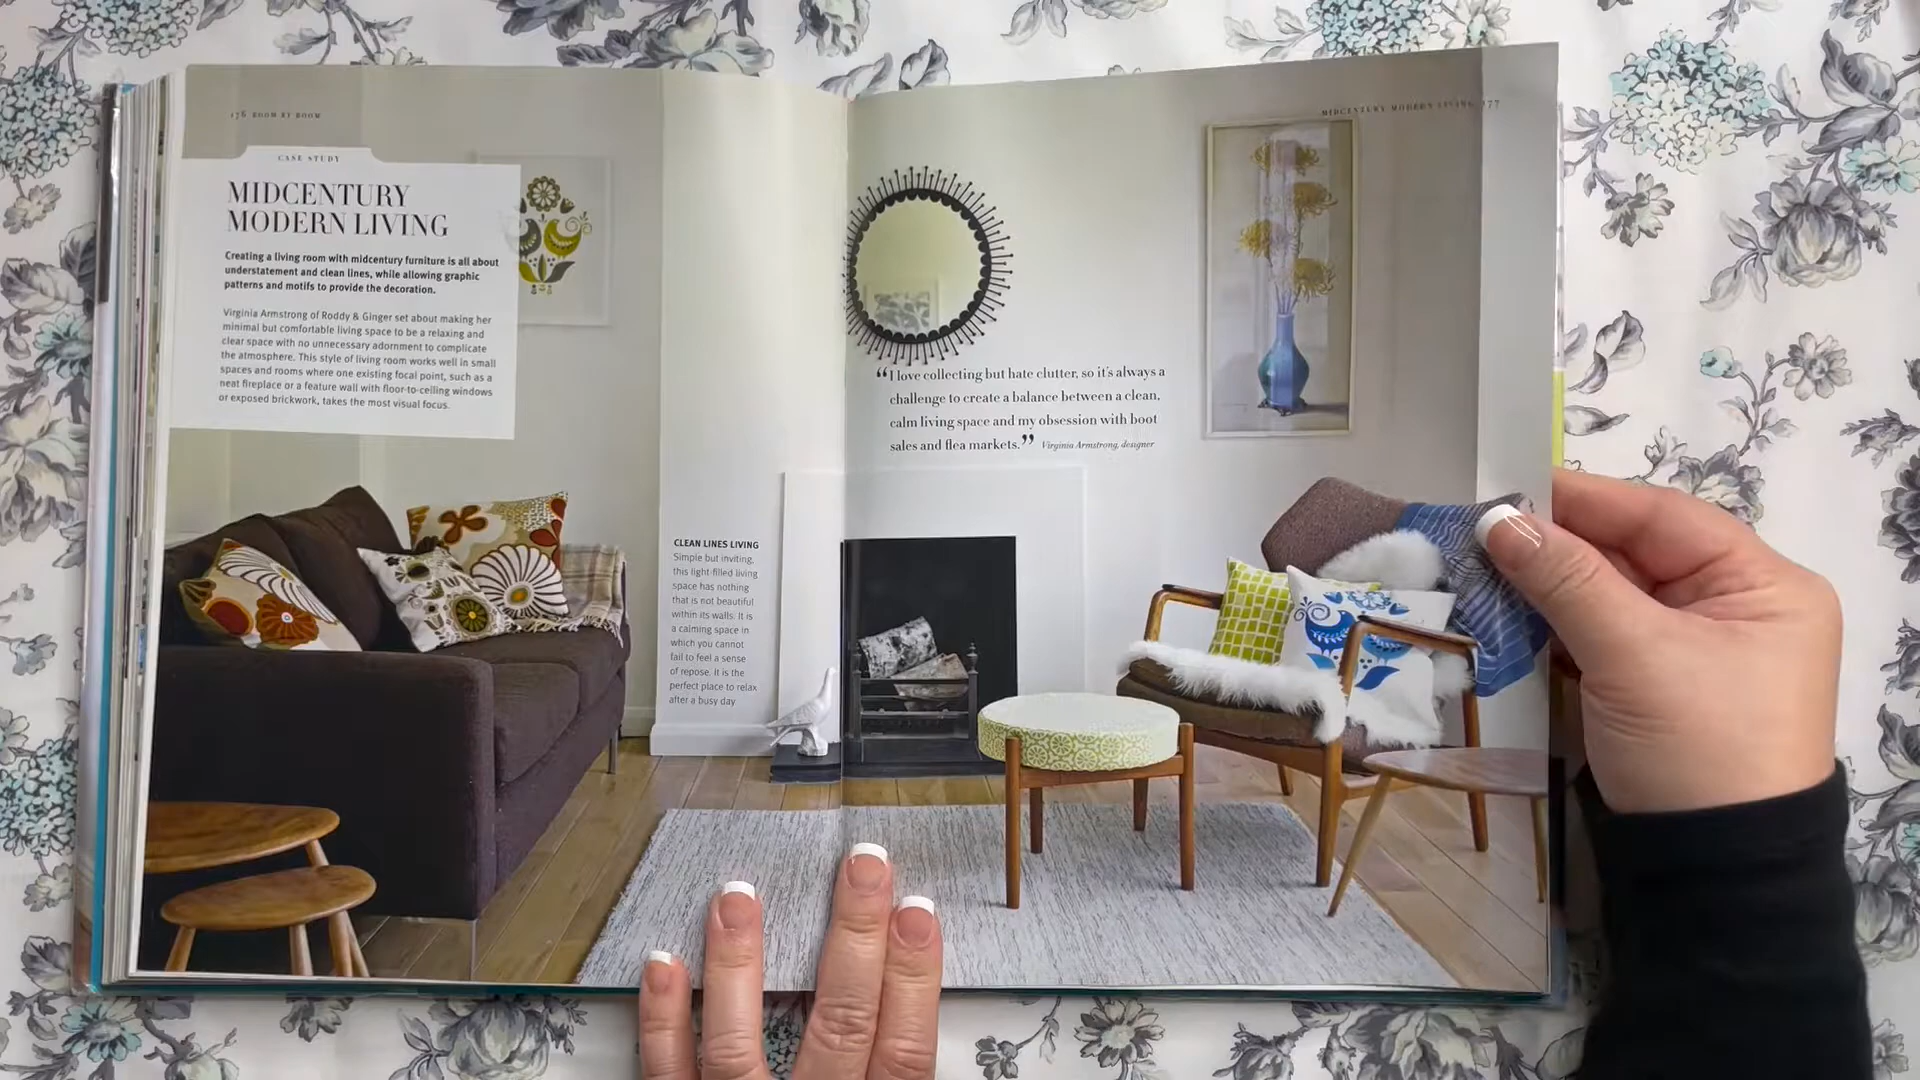 176 ROOM BY ROOM
CASE STUDY
MIDCENTURY
MODERN LIVING
Creating a living room with midcentury furniture is all about
understatement and clean lines, while allowing graphic
patterns and motifs to provide the decoration.
Virginia Armstrong of Roddy & Ginger set about making her
minimal but comfortable living space to be a relaxing and
clear space with no unnecessary adornment to complicate
the atmosphere. This style of living room works well in small
spaces and rooms where one existing focal point, such as a
neat fireplace or a feature wall with floor-to-ceiling windows
or exposed brickwork, takes the most visual focus.
CLEAN LINES LIVING
Simple but inviting,
this light-filled living
space has nothing
that is not beautiful
within its walls. It is
a calming space in
which you cannot
fail to feel a sense
of repose. It is the
perfect place to relax
after a busy day
MIDCENTURY MODERN LIVING 177
“I love collecting but hate clutter, so it's always a
challenge to create a balance between a clean,
calm living space and my obsession with boot
sales and flea markets.” Virginia Armstrong, designer